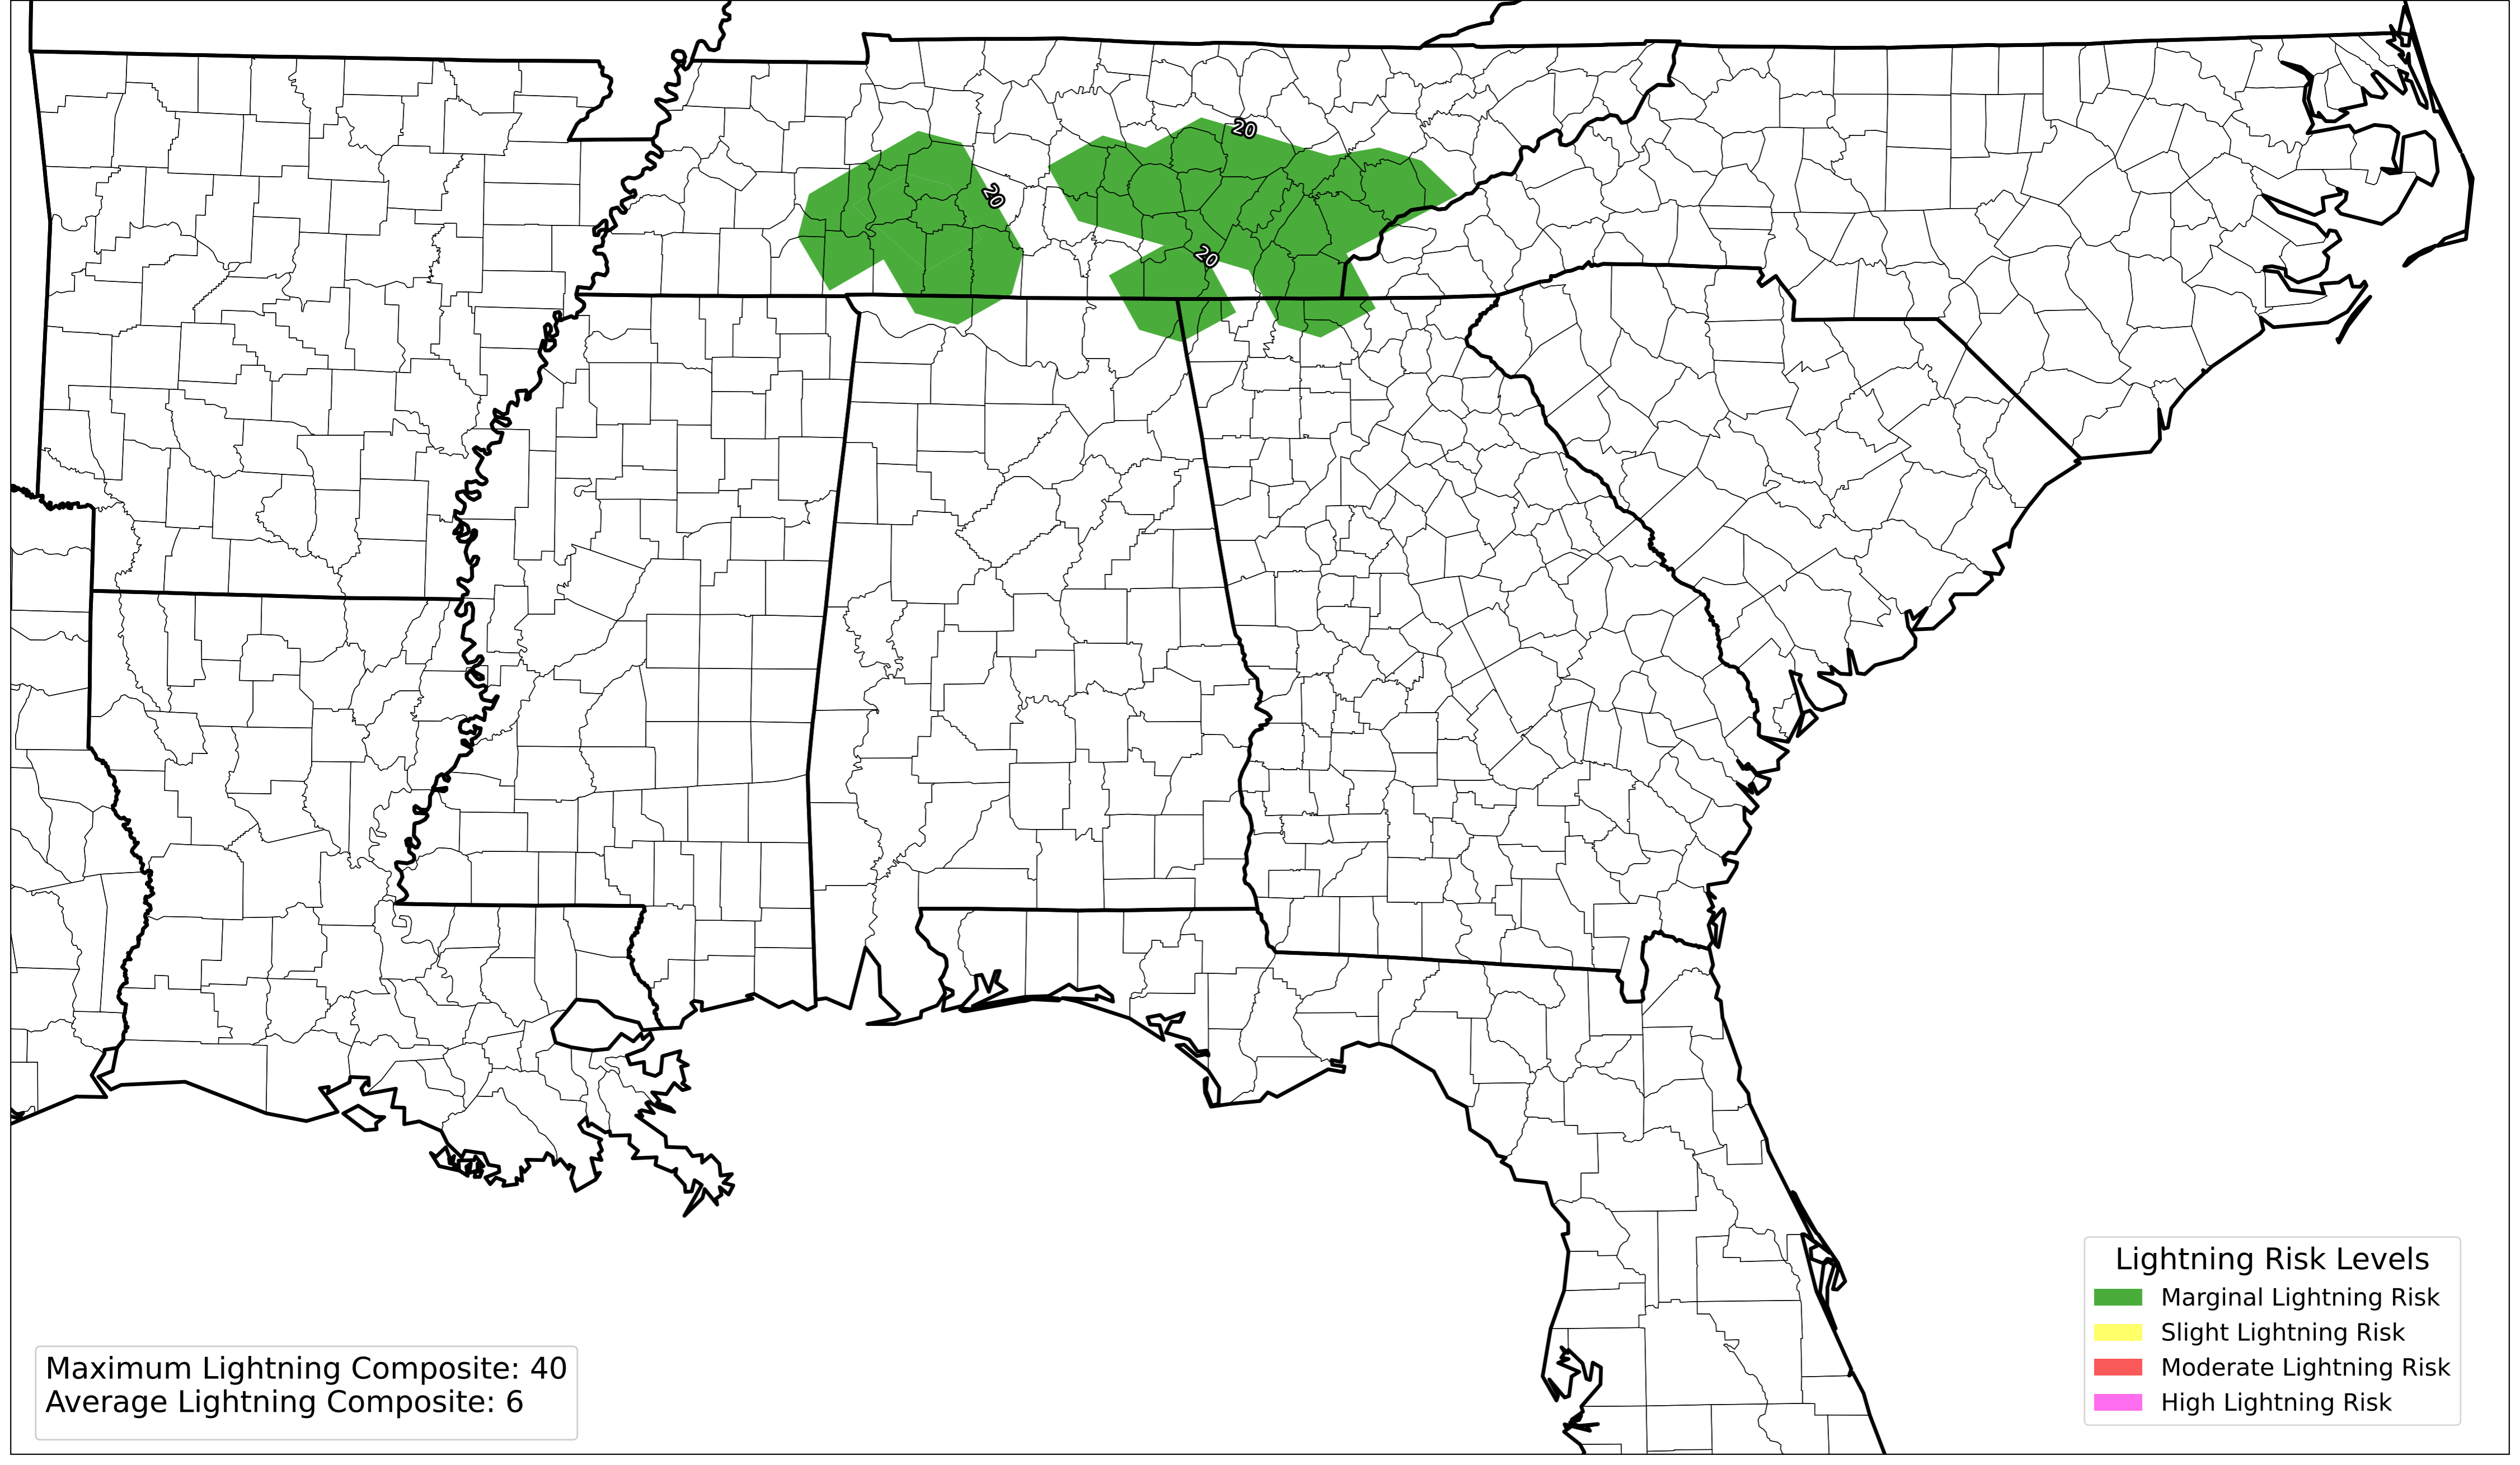 20
20
20
Lightning Risk Levels
Marginal Lightning Risk
Slight Lightning Risk
Moderate Lightning Risk
High Lightning Risk
Maximum Lightning Composite: 40
Average Lightning Composite: 6